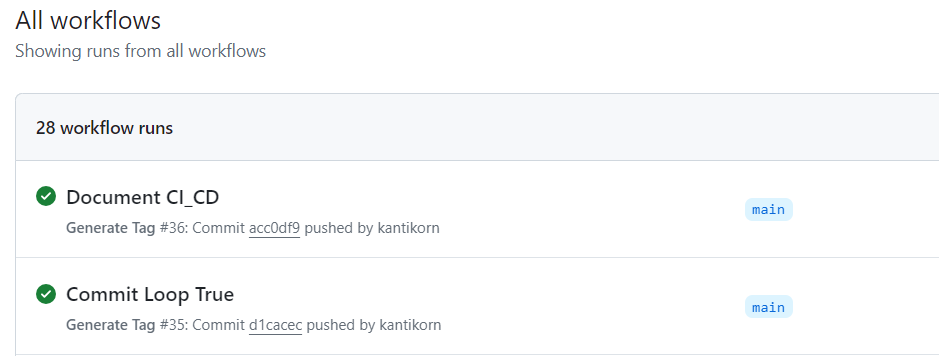 All workflows
Showing runs from all workflows
28 workflow runs
Document CI_CD
main
Generate Tag #36: Commit acc0df9 pushed by kantikorn
Commit Loop True
main
Generate Tag #35: Commit d1cacec pushed by kantikorn